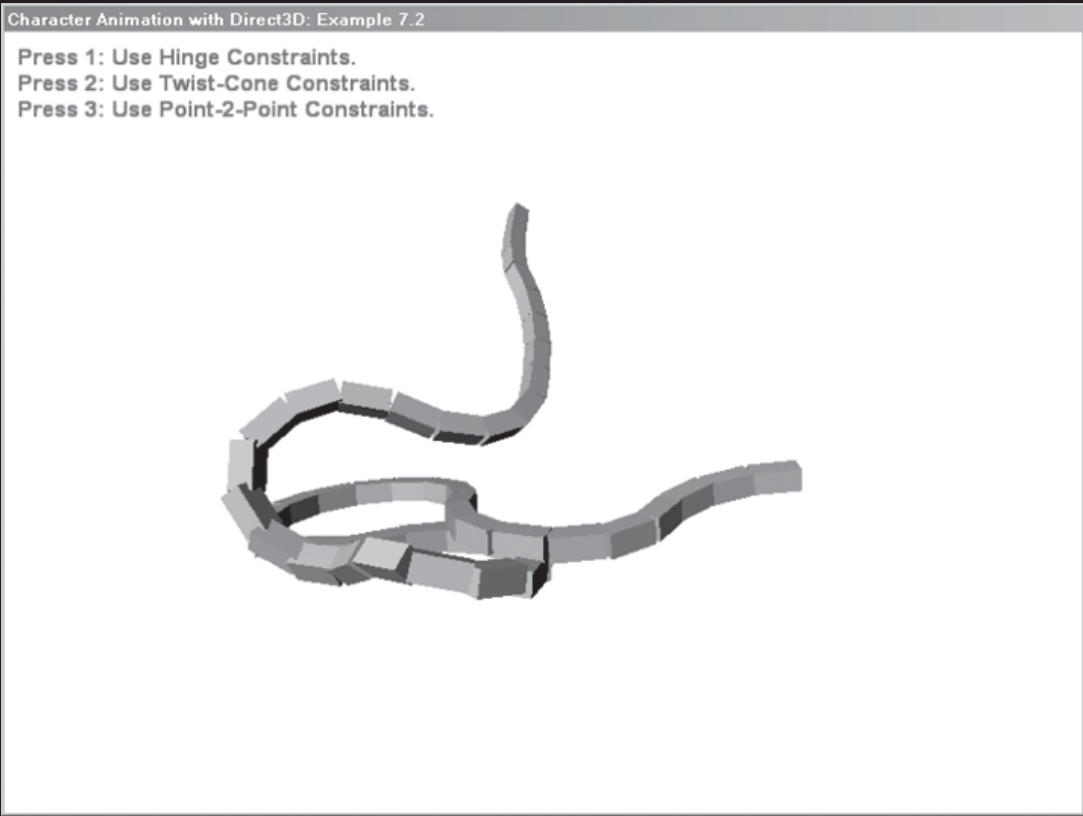 Character Animation with Direct3D: Example 7.2
Press 1: Use Hinge Constraints.
Press 2: Use Twist-Cone Constraints.
Press 3: Use Point-2-Point Constraints.